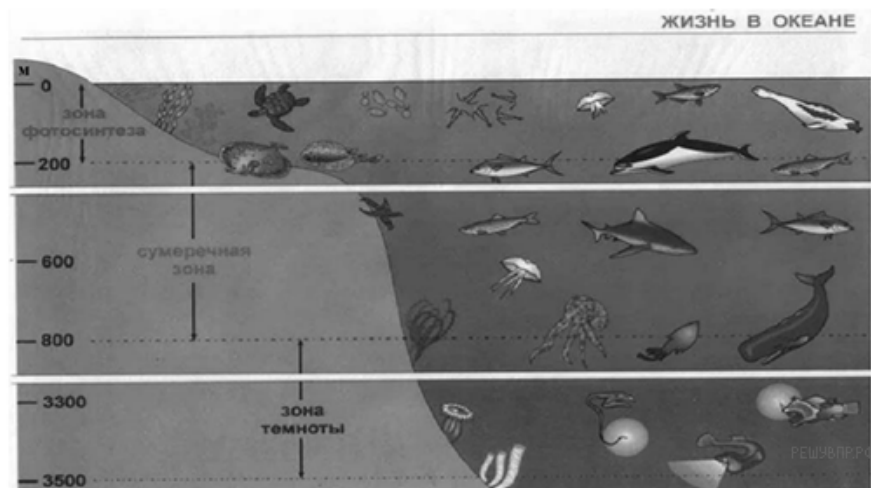 ЖИЗНЬ В ОКЕАНЕ
м
0
зона
фотосинтеза
200
сумеречная
зона
600
800
3300
зона
темноты
3500
РЕШУВПР.РФ